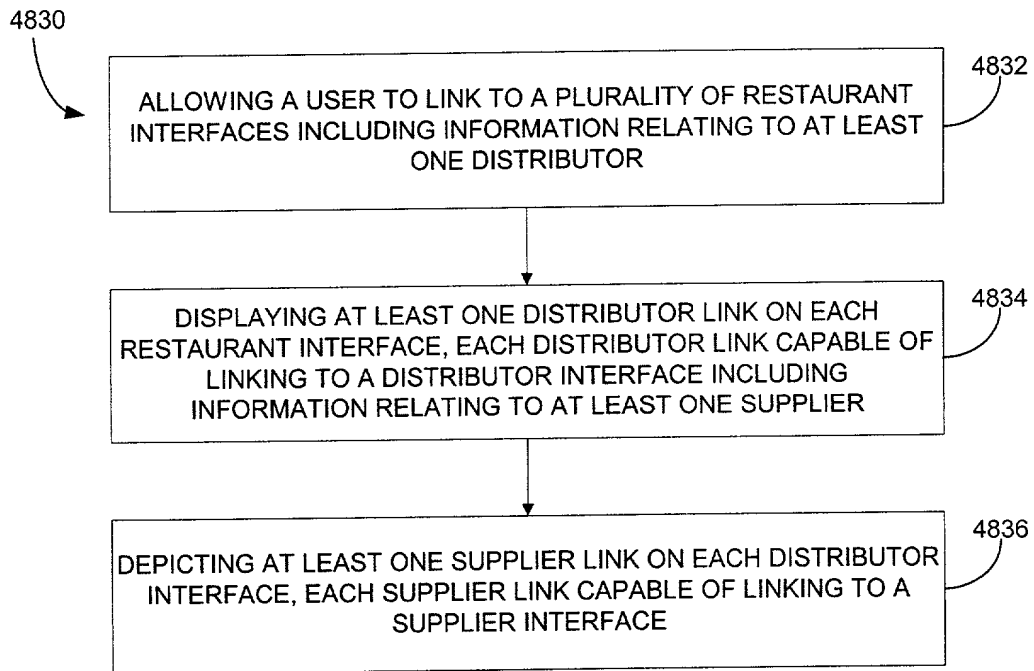 4830
4832
ALLOWING A USER TO LINK TO A PLURALITY OF RESTAURANT
INTERFACES INCLUDING INFORMATION RELATING TO AT LEAST
ONE DISTRIBUTOR
4834
DISPLAYING AT LEAST ONE DISTRIBUTOR LINK ON EACH
RESTAURANT INTERFACE, EACH DISTRIBUTOR LINK CAPABLE OF
LINKING TO A DISTRIBUTOR INTERFACE INCLUDING
INFORMATION RELATING TO AT LEAST ONE SUPPLIER
4836
DEPICTING AT LEAST ONE SUPPLIER LINK ON EACH DISTRIBUTOR
INTERFACE, EACH SUPPLIER LINK CAPABLE OF LINKING TO A
SUPPLIER INTERFACE